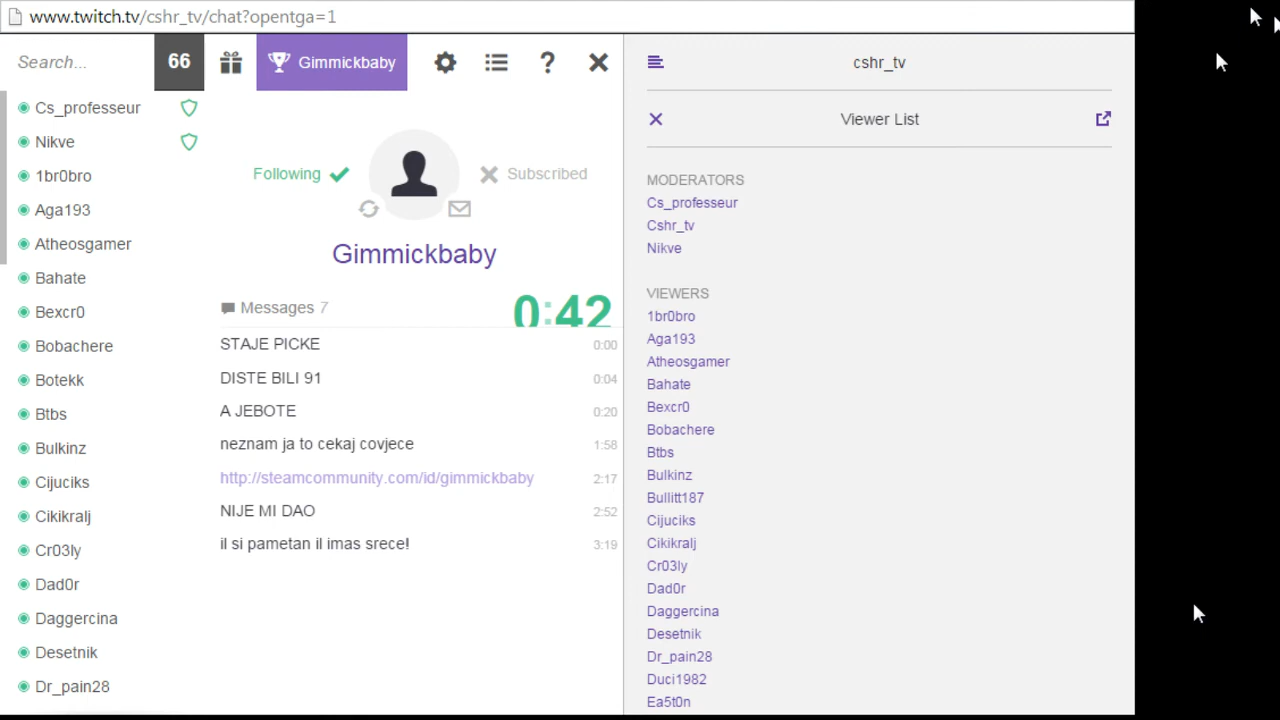 www.twitch.tv/cshr_tv/chat?opentga=1
Search...
66
Gimmickbaby
?
Cs_professeur
Nikve
1br0bro
Aga193
Atheosgamer
Bahate
Bexcr0
Bobachere
Botekk
Btbs
Bulkinz
Cijuciks
Cikikralj
Cr03ly
Dad0r
Daggercina
Desetnik
Dr_pain28
Following
Subscribed
Gimmickbaby
Messages 7
0:42
STAJE PICKE 0:00
DISTE BILI 91 0:04
A JEBOTE 0:20
neznam ja to cekaj covjece 1:58
http://steamcommunity.com/id/gimmickbaby 2:17
NIJE MI DAO 2:52
il si pametan il imas srece! 3:19
cshr_tv
Viewer List
MODERATORS
Cs_professeur
Cshr_tv
Nikve
VIEWERS
1br0bro
Aga193
Atheosgamer
Bahate
Bexcr0
Bobachere
Btbs
Bulkinz
Bullitt187
Cijuciks
Cikikralj
Cr03ly
Dad0r
Daggercina
Desetnik
Dr_pain28
Duci1982
Ea5t0n